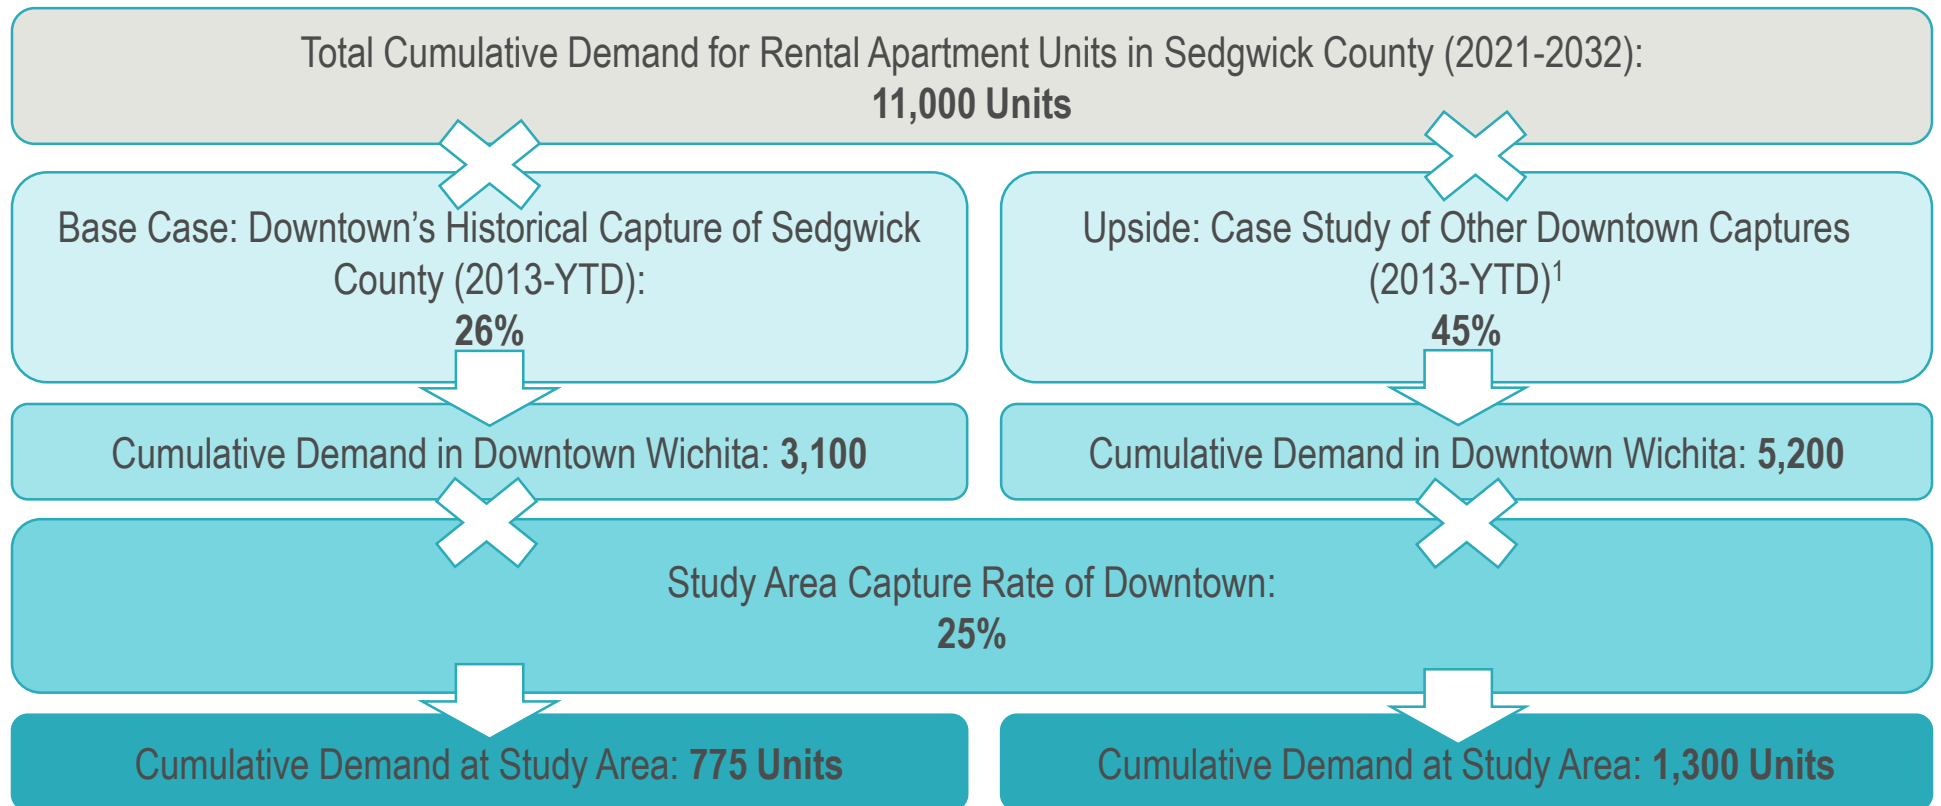 Total Cumulative Demand for Rental Apartment Units in Sedgwick County (2021-2032):
11,000 Units
Base Case: Downtown’s Historical Capture of Sedgwick
County (2013-YTD):
26%
Upside: Case Study of Other Downtown Captures
(2013-YTD)1
45%
Cumulative Demand in Downtown Wichita: 3,100
Cumulative Demand in Downtown Wichita: 5,200
Study Area Capture Rate of Downtown:
25%
Cumulative Demand at Study Area: 775 Units
Cumulative Demand at Study Area: 1,300 Units